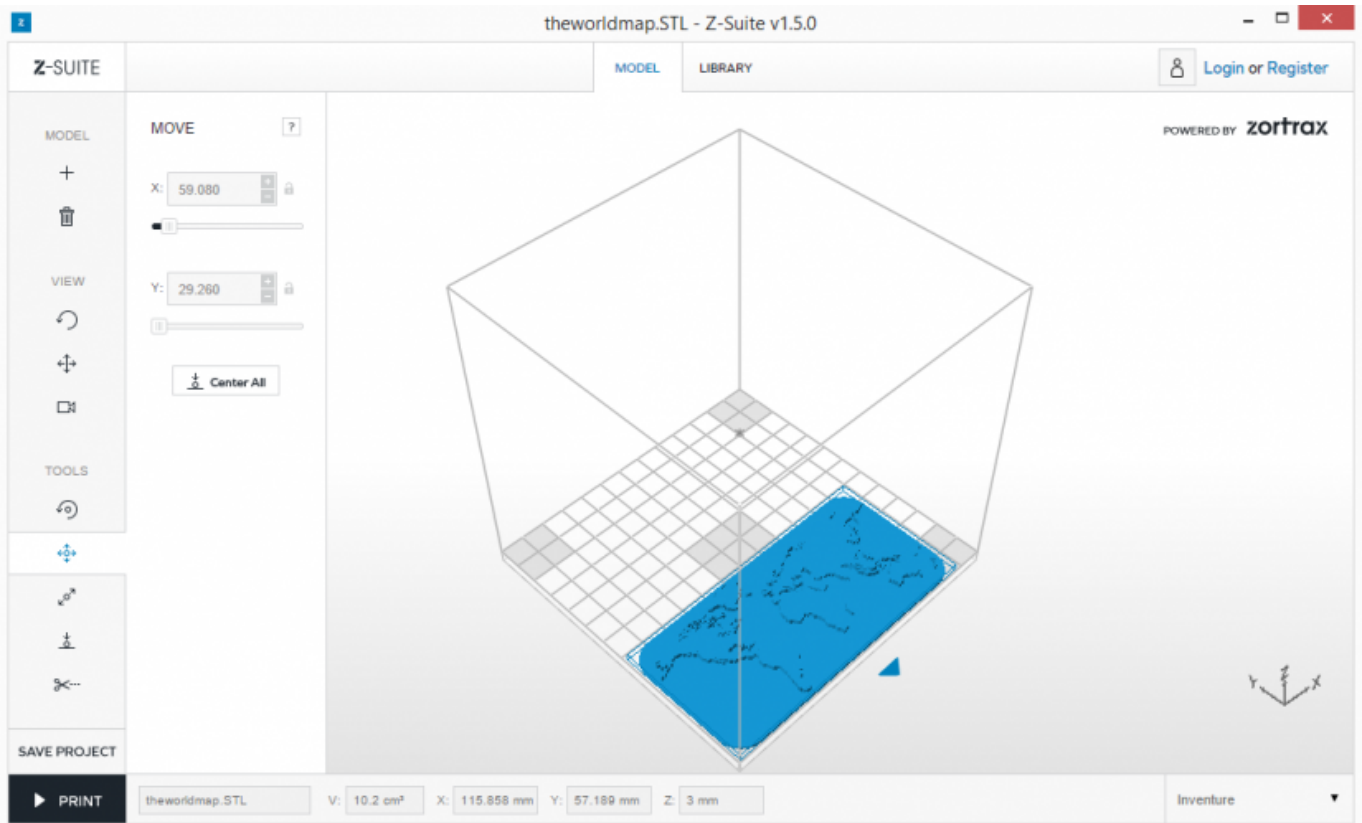 z
theworldmap.STL - Z-Suite v1.5.0
Z-SUITE
MODEL
LIBRARY
Login or Register
MODEL
MOVE
?
POWERED BY zortrax
X: 59.080
VIEW
Y: 29.260
Center All
TOOLS
Y Z X
SAVE PROJECT
PRINT
theworldmap.STL
V: 10.2 cm³
X: 115.858 mm
Y: 57.189 mm
Z: 3 mm
Inventure